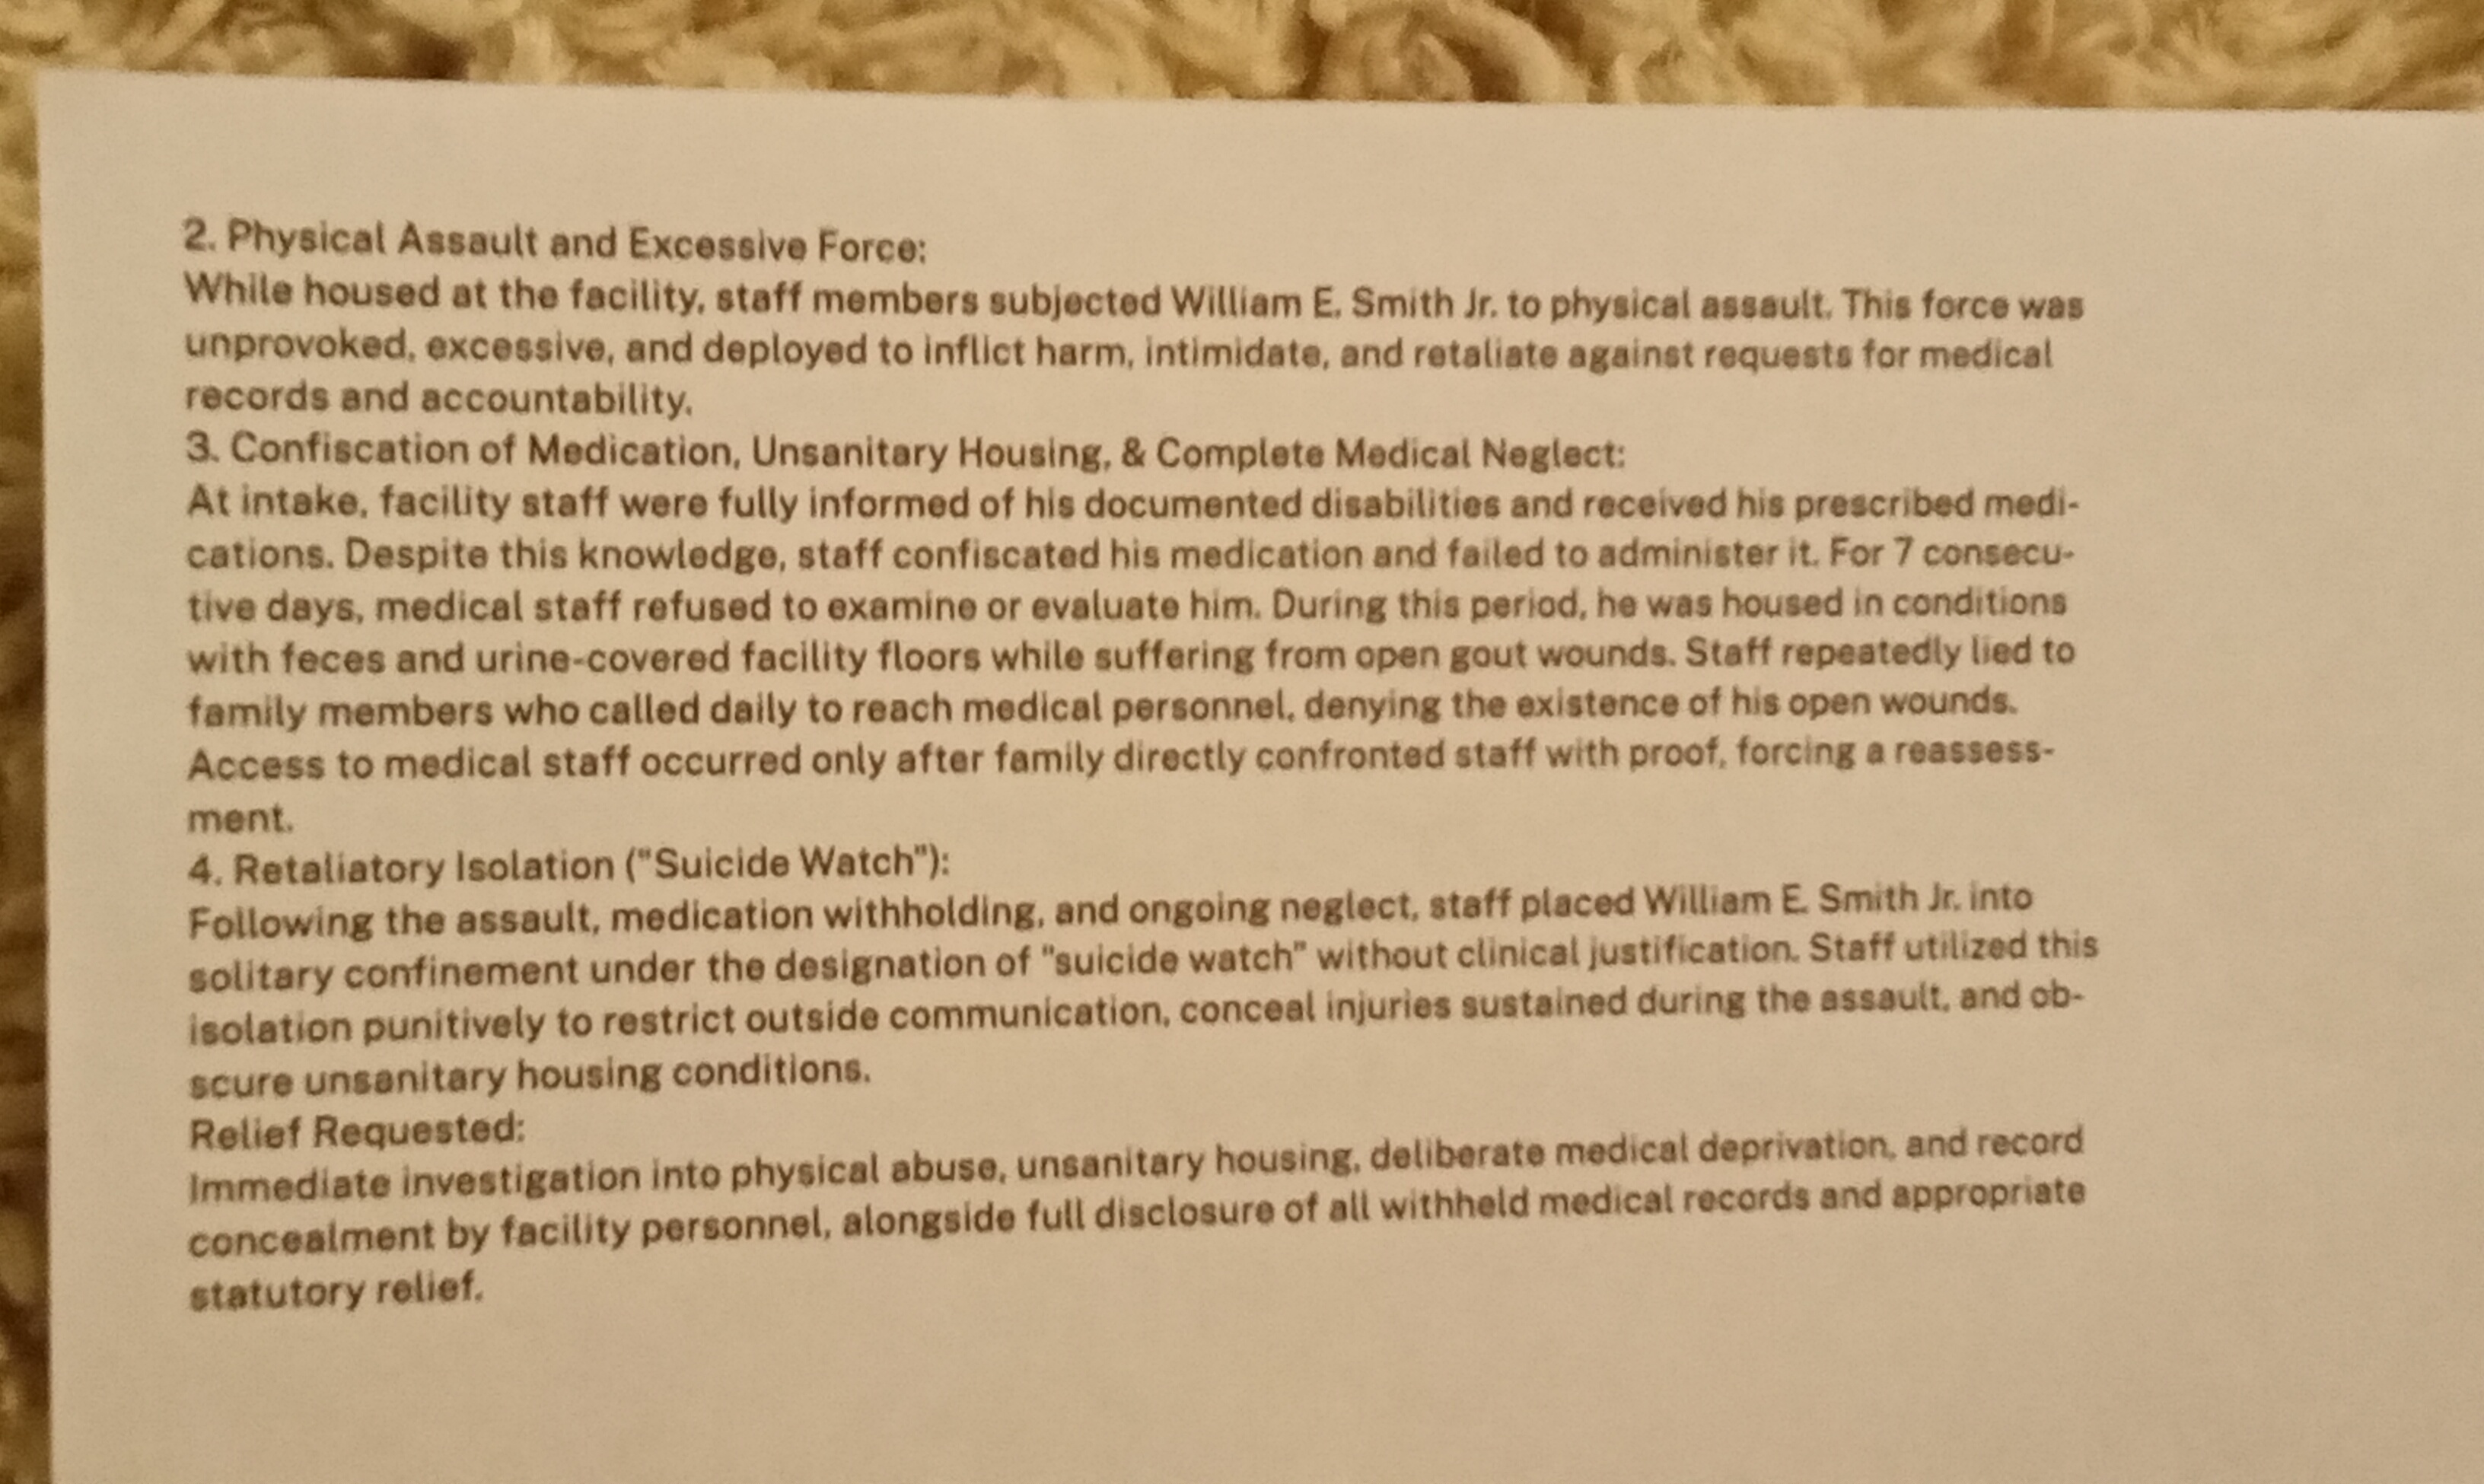 2. Physical Assault and Excessive Force:
While housed at the facility, staff members subjected William E. Smith Jr. to physical assault. This force was
unprovoked, excessive, and deployed to inflict harm, intimidate, and retaliate against requests for medical
records and accountability.
3. Confiscation of Medication, Unsanitary Housing, & Complete Medical Neglect:
At intake, facility staff were fully informed of his documented disabilities and received his prescribed medi-
cations. Despite this knowledge, staff confiscated his medication and failed to administer it. For 7 consecu-
tive days, medical staff refused to examine or evaluate him. During this period, he was housed in conditions
with feces and urine-covered facility floors while suffering from open gout wounds. Staff repeatedly lied to
family members who called daily to reach medical personnel, denying the existence of his open wounds.
Access to medical staff occurred only after family directly confronted staff with proof, forcing a reassess-
ment.
4. Retaliatory Isolation ("Suicide Watch"):
Following the assault, medication withholding, and ongoing neglect, staff placed William E. Smith Jr. into
solitary confinement under the designation of "suicide watch" without clinical justification. Staff utilized this
isolation punitively to restrict outside communication, conceal injuries sustained during the assault, and ob-
scure unsanitary housing conditions.
Relief Requested:
Immediate investigation into physical abuse, unsanitary housing, deliberate medical deprivation, and record
concealment by facility personnel, alongside full disclosure of all withheld medical records and appropriate
statutory relief.